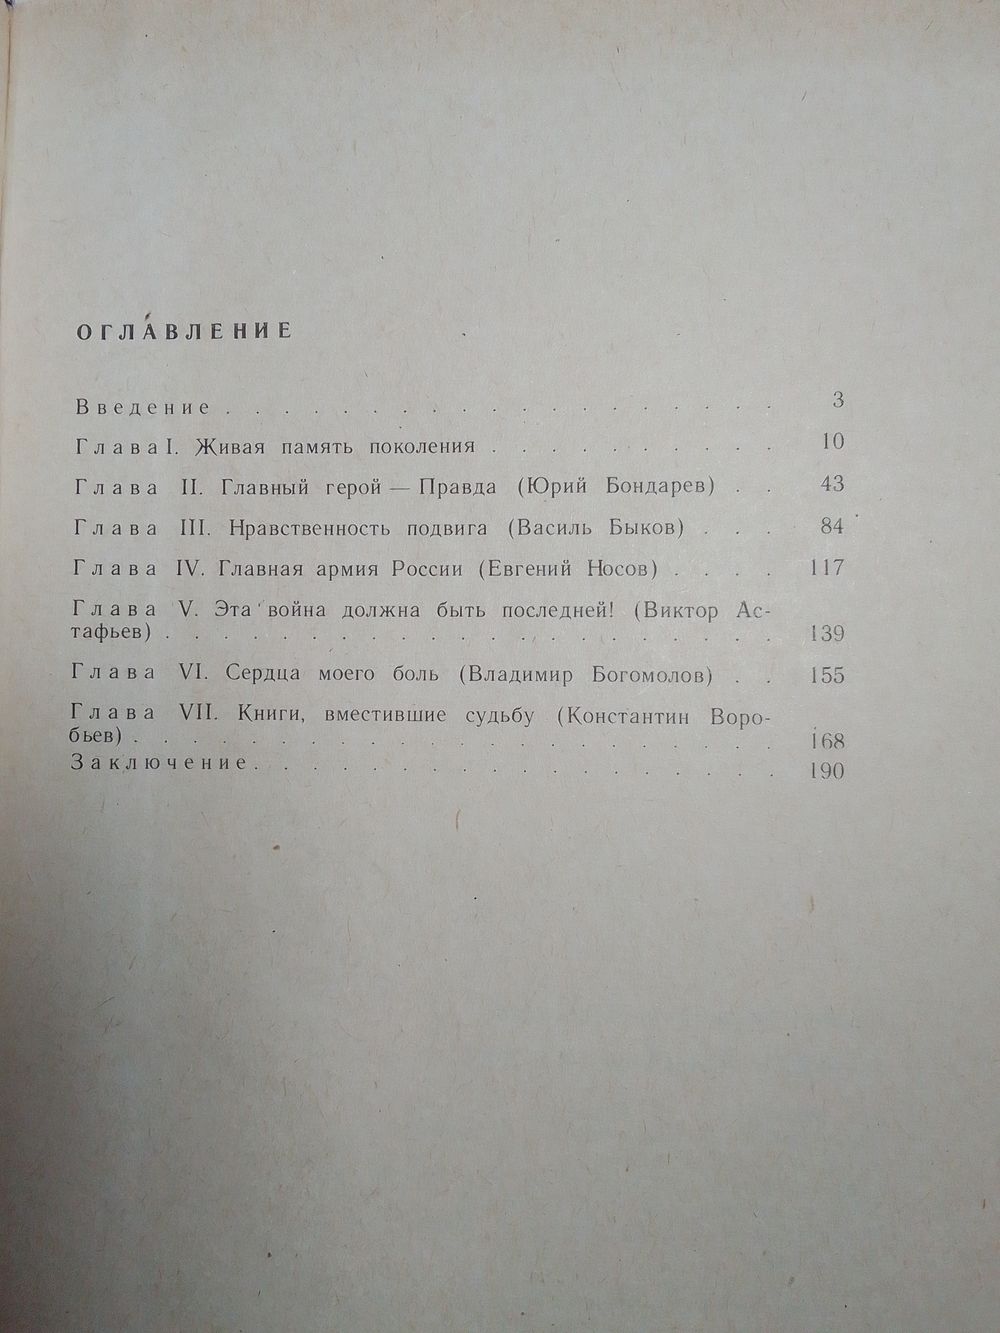 ОГЛАВЛЕНИЕ
Введение . . . . . . . . . . . . . . . . . . . 3
Глава I. Живая память поколения . . . . . . . . . . 10
Глава II. Главный герой — Правда (Юрий Бондарев) . . 43
Глава III. Нравственность подвига (Василь Быков) . . . 84
Глава IV. Главная армия России (Евгений Носов) . . . . 117
Глава V. Эта война должна быть последней! (Виктор Ас-
тафьев) . . . . . . . . . . . . . . . . . . . . . 139
Глава VI. Сердца моего боль (Владимир Богомолов) . . 155
Глава VII. Книги, вместившие судьбу (Константин Воро-
бьев) . . . . . . . . . . . . . . . . . . . . . . 168
Заключение . . . . . . . . . . . . . . . . . . 190